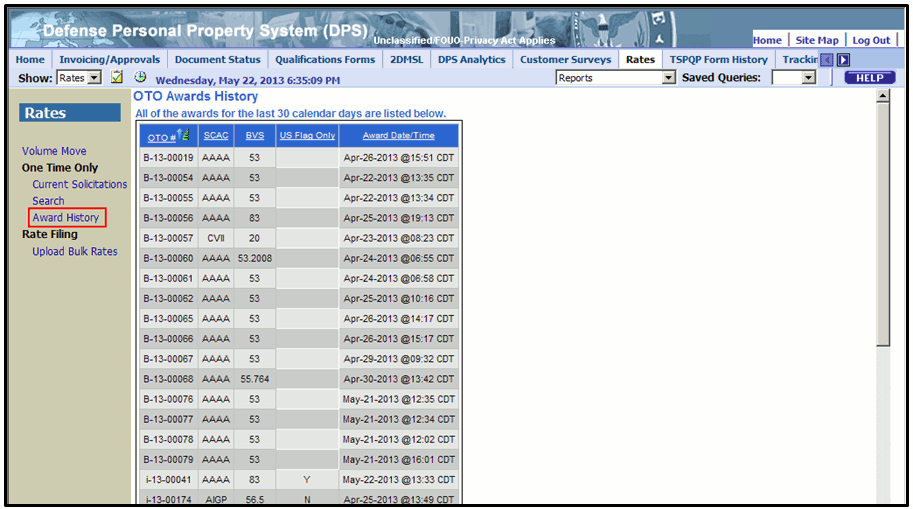 Defense Personal Property System (DPS)
Unclassified/FOUO-Privacy Act Applies
Home | Site Map | Log Out |
Home Invoicing/Approvals Document Status Qualifications Forms 2DMSL DPS Analytics Customer Surveys Rates TSPQP Form History Trackin
Show: Rates Wednesday, May 22, 2013 6:35:09 PM Reports Saved Queries: HELP
Rates
Volume Move
One Time Only
Current Solicitations
Search
Award History
Rate Filing
Upload Bulk Rates
OTO Awards History
All of the awards for the last 30 calendar days are listed below.
OTO # SCAC BVS US Flag Only Award Date/Time
B-13-00019 AAAA 53 Apr-26-2013 @15:51 CDT
B-13-00054 AAAA 53 Apr-22-2013 @13:35 CDT
B-13-00055 AAAA 53 Apr-22-2013 @13:34 CDT
B-13-00056 AAAA 83 Apr-25-2013 @19:13 CDT
B-13-00057 CVII 20 Apr-23-2013 @08:23 CDT
B-13-00060 AAAA 53.2008 Apr-24-2013 @06:55 CDT
B-13-00061 AAAA 53 Apr-24-2013 @06:58 CDT
B-13-00062 AAAA 53 Apr-25-2013 @10:16 CDT
B-13-00065 AAAA 53 Apr-26-2013 @14:17 CDT
B-13-00066 AAAA 53 Apr-26-2013 @15:17 CDT
B-13-00067 AAAA 53 Apr-29-2013 @09:32 CDT
B-13-00068 AAAA 55.764 Apr-30-2013 @13:42 CDT
B-13-00076 AAAA 53 May-21-2013 @12:35 CDT
B-13-00077 AAAA 53 May-21-2013 @12:34 CDT
B-13-00078 AAAA 53 May-21-2013 @12:02 CDT
B-13-00079 AAAA 53 May-21-2013 @16:01 CDT
i-13-00041 AAAA 83 Y May-22-2013 @13:33 CDT
i-13-00174 AIGP 56.5 N Apr-25-2013 @13:49 CDT